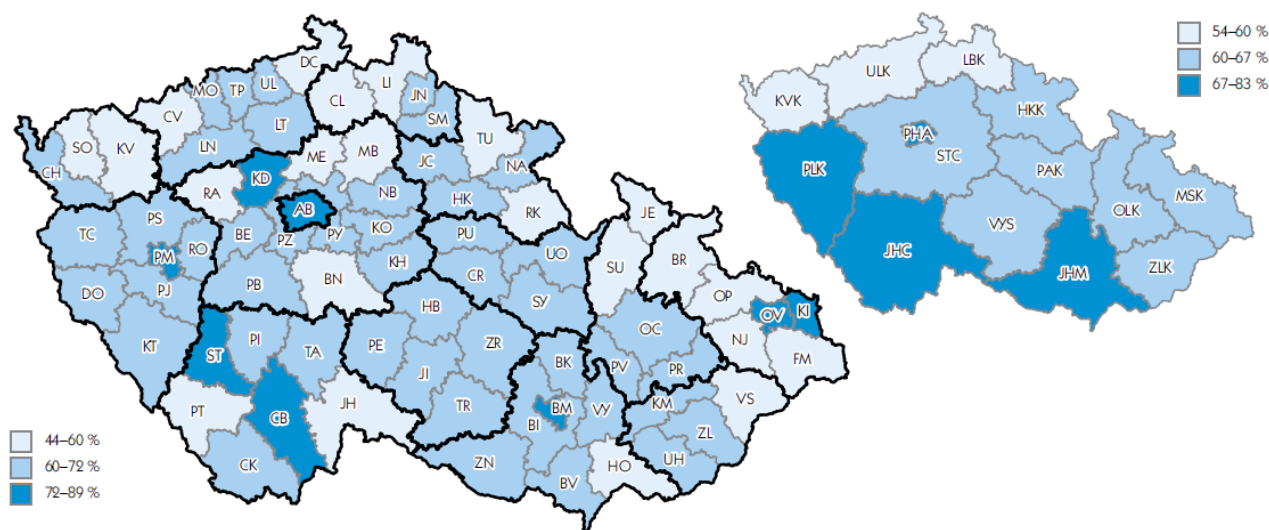 DC
LI
54–60 %
60–67 %
67–83 %
MO
TP
UL
CL
JN
ULK
LBK
CV
LT
SM
KVK
HKK
SO
KV
LN
ME
MB
TU
PHA
CH
KD
JC
NA
STC
RA
NB
PLK
PAK
MSK
AB
HK
RK
JE
OLK
PS
BE
PZ
PY
KO
PU
VYS
TC
RO
UO
BR
JHC
JHM
ZLK
PM
KH
CR
SU
DO
PJ
PB
BN
SY
OP
OV
KI
HB
OC
KT
ST
PI
TA
PE
ZR
NJ
FM
JI
BK
PV
PR
PT
JH
TR
BM
VY
KM
VS
CB
BI
ZL
44–60 %
60–72 %
72–89 %
CK
ZN
BV
HO
UH